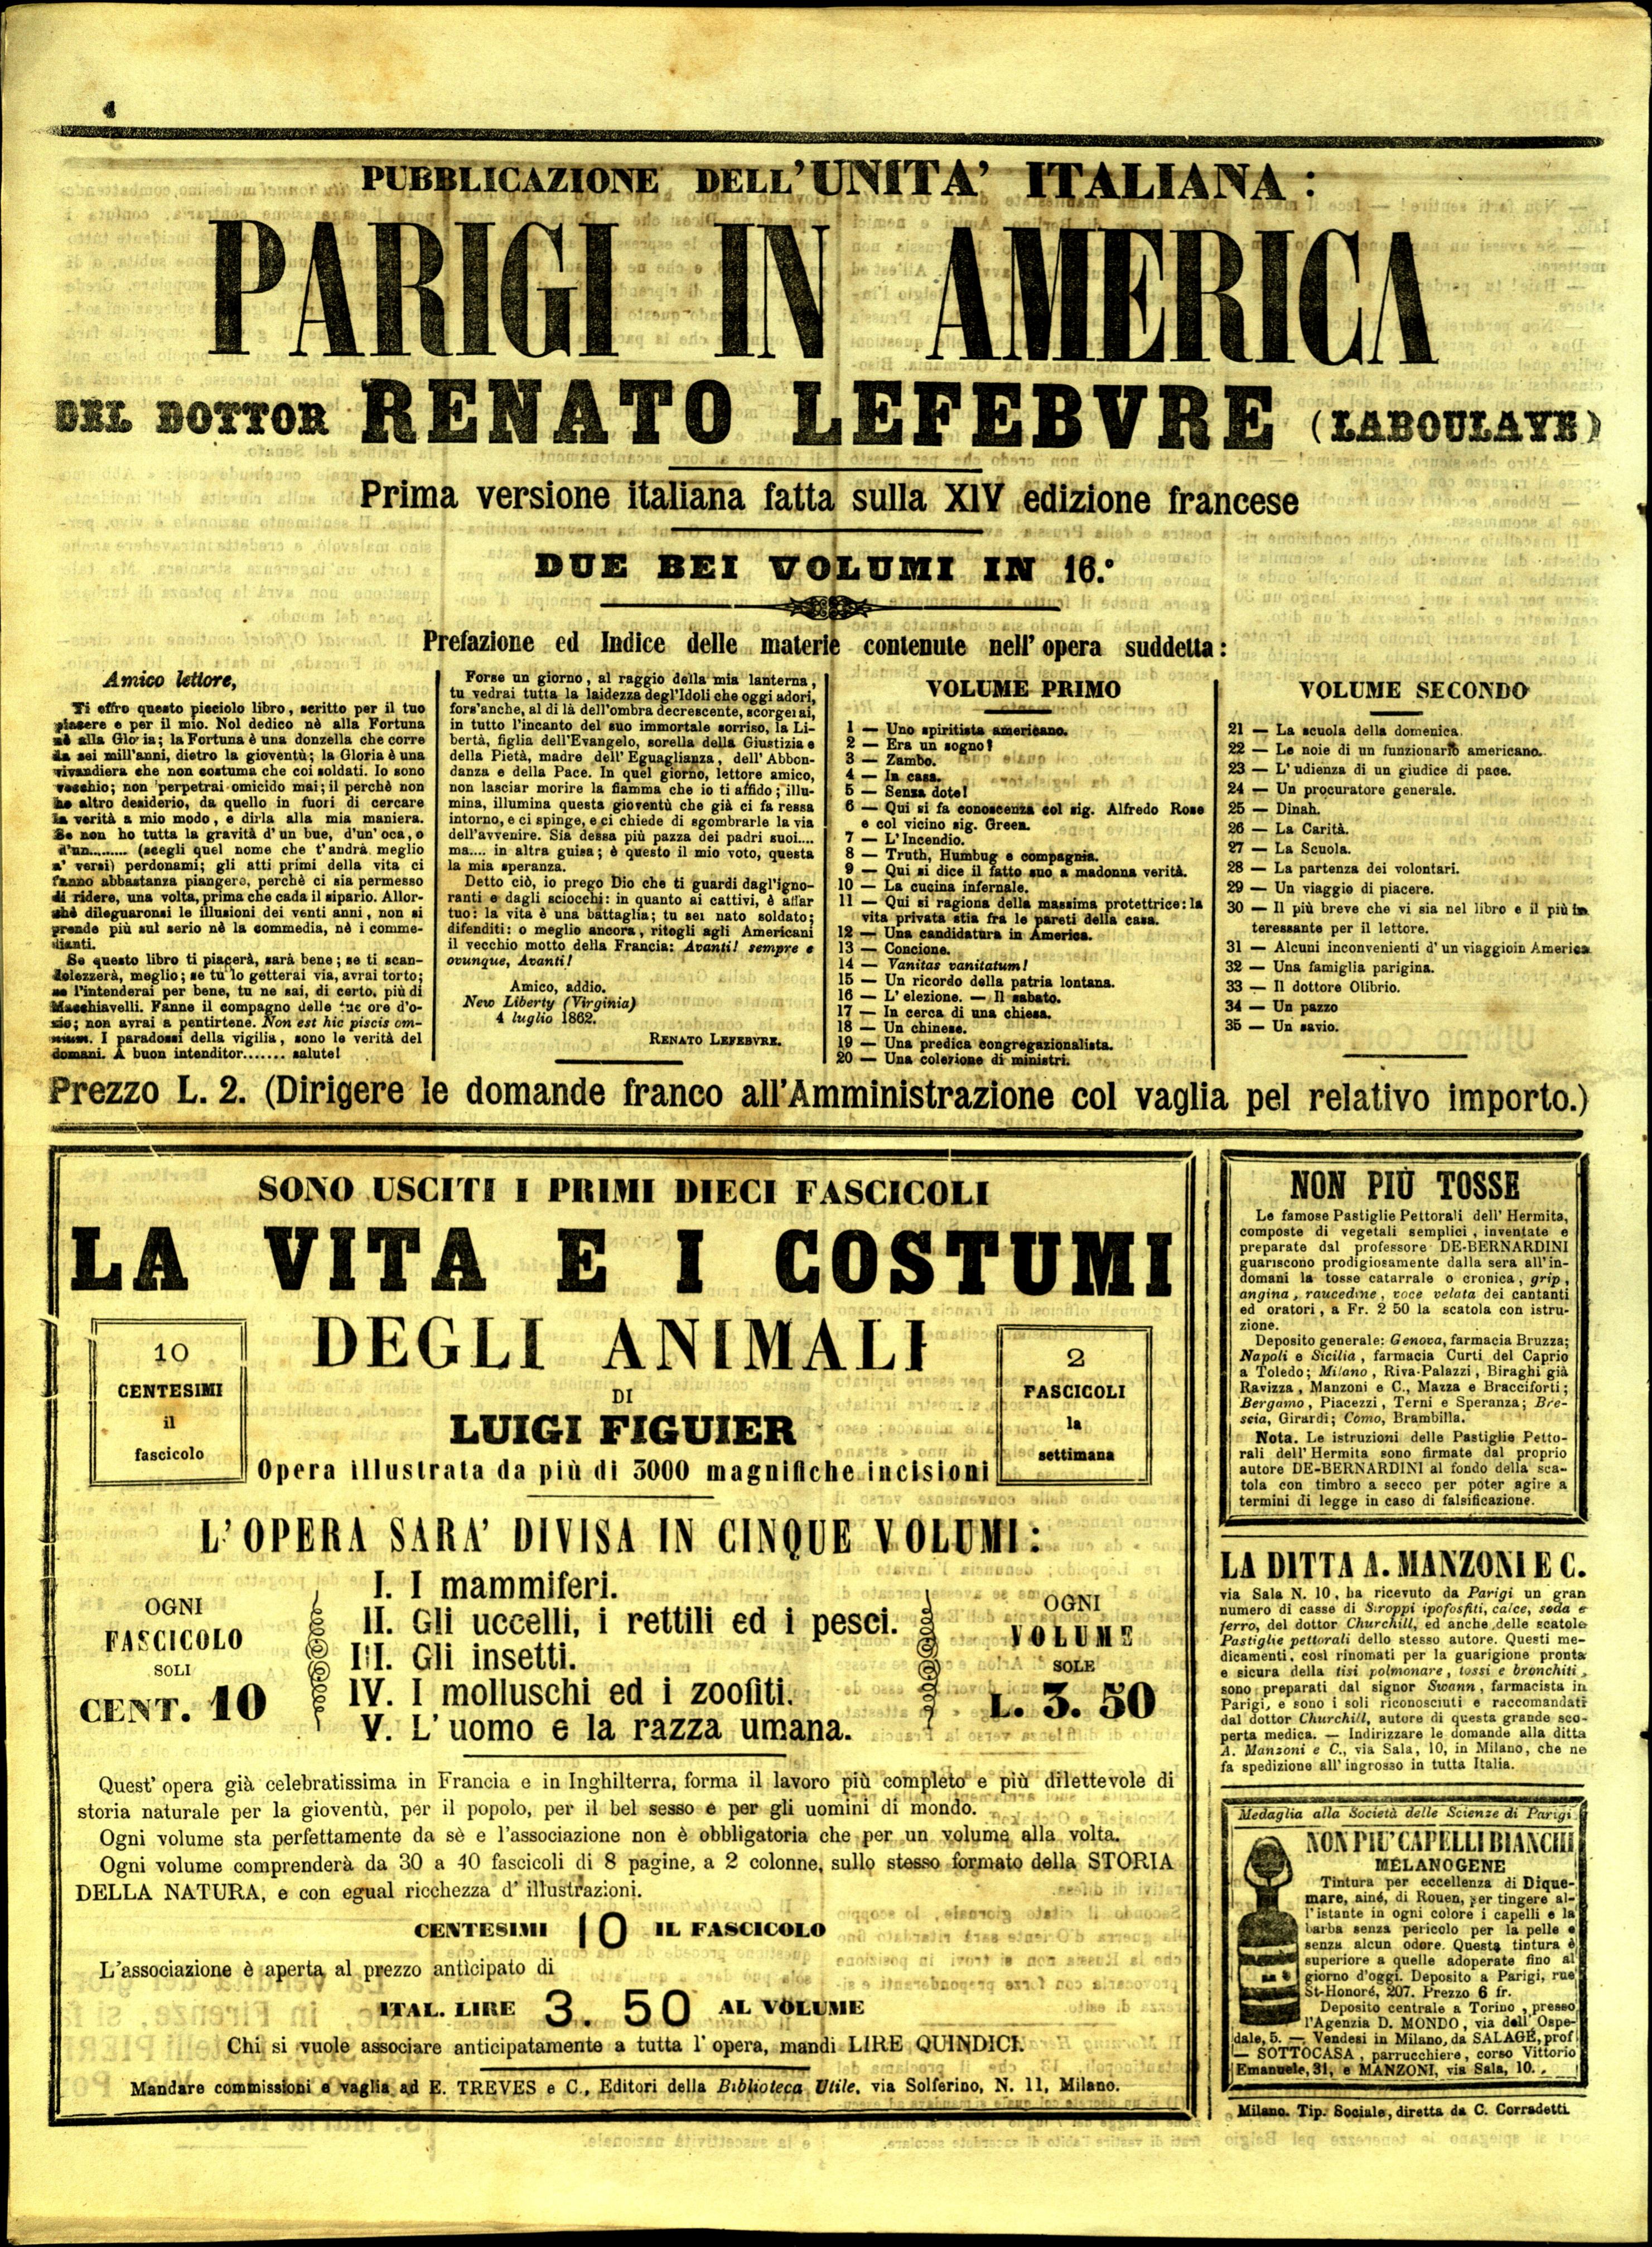 4
PUBBLICAZIONE DELL'UNITA' ITALIANA:
PARIGI IN AMERICA
DEL DOTTOR RENATO LEFEBVRE (LABOULAYE)
Prima versione italiana fatta sulla XIV edizione francese
DUE BEI VOLUMI IN 16.°
Prefazione ed Indice delle materie contenute nell' opera suddetta:
Amico lettore,
Ti offro questo picciolo libro, scritto per il tuo
piacere e per il mio. Nol dedico nè alla Fortuna
nè alla Gloria; la Fortuna è una donzella che corre
da sei mill'anni, dietro la gioventù; la Gloria è una
vivandiera che non costuma che coi soldati. Io sono
vecchio; non perpetrai omicido mai; il perchè non
ho altro desiderio, da quello in fuori di cercare
la verità a mio modo, e dirla alla mia maniera.
Se non ho tutta la gravità d' un bue, d'un' oca, o
d'un......... (scegli quel nome che t'andrà meglio
a' versi) perdonami; gli atti primi della vita ci
fanno abbastanza piangere, perchè ci sia permesso
di ridere, una volta, prima che cada il sipario. Allor-
chè dileguaronsi le illusioni dei venti anni, non si
prende più sul serio nè la commedia, nè i comme-
dianti.
Se questo libro ti piacerà, sarà bene; se ti scan-
dolezzerà, meglio; se tu lo getterai via, avrai torto;
se l'intenderai per bene, tu ne sai, di certo, più di
Macchiavelli. Fanne il compagno delle tue ore d'o-
zio; non avrai a pentirtene. Non est hic piscis om-
nium. I paradossi della vigilia, sono le verità del
domani. A buon intenditor....... salute!
Forse un giorno, al raggio della mia lanterna,
tu vedrai tutta la laidezza degl'Idoli che oggi adori,
fors'anche, al di là dell'ombra decrescente, scorgerai,
in tutto l'incanto del suo immortale sorriso, la Li-
bertà, figlia dell'Evangelo, sorella della Giustizia e
della Pietà, madre dell' Eguaglianza, dell' Abbon-
danza e della Pace. In quel giorno, lettore amico,
non lasciar morire la fiamma che io ti affido; illu-
mina, illumina questa gioventù che già ci fa ressa
intorno, e ci spinge, e ci chiede di sgombrarle la via
dell'avvenire. Sia dessa più pazza dei padri suoi....
ma.... in altra guisa; è questo il mio voto, questa
la mia speranza.
Detto ciò, io prego Dio che ti guardi dagl'igno-
ranti e dagli sciocchi: in quanto ai cattivi, è affar
tuo: la vita è una battaglia; tu sei nato soldato;
difenditi: o meglio ancora, ritogli agli Americani
il vecchio motto della Francia: Avanti! sempre e
ovunque, Avanti!
Amico, addio.
New Liberty (Virginia)
4 luglio 1862.
RENATO LEFEBVRE.
VOLUME PRIMO
1 — Uno spiritista americano.
2 — Era un sogno!
3 — Zambo.
4 — In casa.
5 — Senza dote!
6 — Qui si fa conoscenza col sig. Alfredo Rose
e col vicino sig. Green.
7 — L' Incendio.
8 — Truth, Humbug e compagnia.
9 — Qui si dice il fatto suo a madonna verità.
10 — La cucina infernale.
11 — Qui si ragiona della massima protettrice: la
vita privata stia fra le pareti della casa.
12 — Una candidatura in America.
13 — Concione.
14 — Vanitas vanitatum!
15 — Un ricordo della patria lontana.
16 — L' elezione. — Il sabato.
17 — In cerca di una chiesa.
18 — Un chinese.
19 — Una predica congregazionalista.
20 — Una colezione di ministri.
VOLUME SECONDO
21 — La scuola della domenica.
22 — Le noie di un funzionario americano.
23 — L' udienza di un giudice di pace.
24 — Un procuratore generale.
25 — Dinah.
26 — La Carità.
27 — La Scuola.
28 — La partenza dei volontari.
29 — Un viaggio di piacere.
30 — Il più breve che vi sia nel libro e il più in
teressante per il lettore.
31 — Alcuni inconvenienti d' un viaggioin America
32 — Una famiglia parigina.
33 — Il dottore Olibrio.
34 — Un pazzo
35 — Un savio.
Prezzo L. 2. (Dirigere le domande franco all'Amministrazione col vaglia pel relativo importo.)
SONO USCITI I PRIMI DIECI FASCICOLI
LA VITA E I COSTUMI
DEGLI ANIMALI
DI
LUIGI FIGUIER
10
CENTESIMI
il
fascicolo
2
FASCICOLI
la
settimana
Opera illustrata da più di 3000 magnifiche incisioni
L'OPERA SARA' DIVISA IN CINQUE VOLUMI:
OGNI
FASCICOLO
SOLI
CENT. 10
I. I mammiferi.
II. Gli uccelli, i rettili ed i pesci.
III. Gli insetti.
IV. I molluschi ed i zoofiti.
V. L' uomo e la razza umana.
OGNI
VOLUME
SOLE
L. 3. 50
Quest' opera già celebratissima in Francia e in Inghilterra, forma il lavoro più completo e più dilettevole di
storia naturale per la gioventù, per il popolo, per il bel sesso e per gli uomini di mondo.
Ogni volume sta perfettamente da sè e l'associazione non è obbligatoria che per un volume alla volta.
Ogni volume comprenderà da 30 a 40 fascicoli di 8 pagine, a 2 colonne, sullo stesso formato della STORIA
DELLA NATURA, e con egual ricchezza d' illustrazioni.
CENTESIMI 10 IL FASCICOLO
L'associazione è aperta al prezzo anticipato di
ITAL. LIRE 3. 50 AL VOLUME
Chi si vuole associare anticipatamente a tutta l' opera, mandi LIRE QUINDICI.
Mandare commissioni e vaglia ad E. TREVES e C., Editori della Biblioteca Utile, via Solferino, N. 11, Milano.
NON PIÙ TOSSE
Le famose Pastiglie Pettorali dell' Hermita,
composte di vegetali semplici, inventate e
preparate dal professore DE-BERNARDINI
guariscono prodigiosamente dalla sera all'in-
domani la tosse catarrale o cronica, grip,
angina, raucedine, voce velata dei cantanti
ed oratori, a Fr. 2 50 la scatola con istru-
zione.
Deposito generale: Genova, farmacia Bruzza;
Napoli e Sicilia, farmacia Curti del Caprio
a Toledo; Milano, Riva-Palazzi, Biraghi già
Ravizza, Manzoni e C., Mazza e Bracciforti;
Bergamo, Piacezzi, Terni e Speranza; Bre-
scia, Girardi; Como, Brambilla.
Nota. Le istruzioni delle Pastiglie Petto-
rali dell' Hermita sono firmate dal proprio
autore DE-BERNARDINI al fondo della sca-
tola con timbro a secco per poter agire a
termini di legge in caso di falsificazione.
LA DITTA A. MANZONI E C.
via Sala N. 10, ha ricevuto da Parigi un gran
numero di casse di Siroppi ipofosfiti, calce, soda e
ferro, del dottor Churchill, ed anche delle scatole
Pastiglie pettorali dello stesso autore. Questi me-
dicamenti, così rinomati per la guarigione pronta
e sicura della tisi polmonare, tossi e bronchiti,
sono preparati dal signor Swann, farmacista in
Parigi, e sono i soli riconosciuti e raccomandati
dal dottor Churchill, autore di questa grande sco-
perta medica. — Indirizzare le domande alla ditta
A. Manzoni e C., via Sala, 10, in Milano, che ne
fa spedizione all' ingrosso in tutta Italia.
Medaglia alla Società delle Scienze di Parigi
NON PIU' CAPELLI BIANCHI
MELANOGENE
Tintura per eccellenza di Dique-
mare, ainé, di Rouen, per tingere al-
l'istante in ogni colore i capelli e la
barba senza pericolo per la pelle e
senza alcun odore. Questa tintura è
superiore a quelle adoperate fino al
giorno d'oggi. Deposito a Parigi, rue
St-Honoré, 207. Prezzo 6 fr.
Deposito centrale a Torino, presso
l'Agenzia D. MONDO, via dell' Ospe-
dale, 5. — Vendesi in Milano, da SALAGÉ, prof
— SOTTOCASA, parrucchiere, corso Vittorio
Emanuele, 31, e MANZONI, via Sala, 10.
Milano. Tip. Sociale, diretta da C. Corradetti